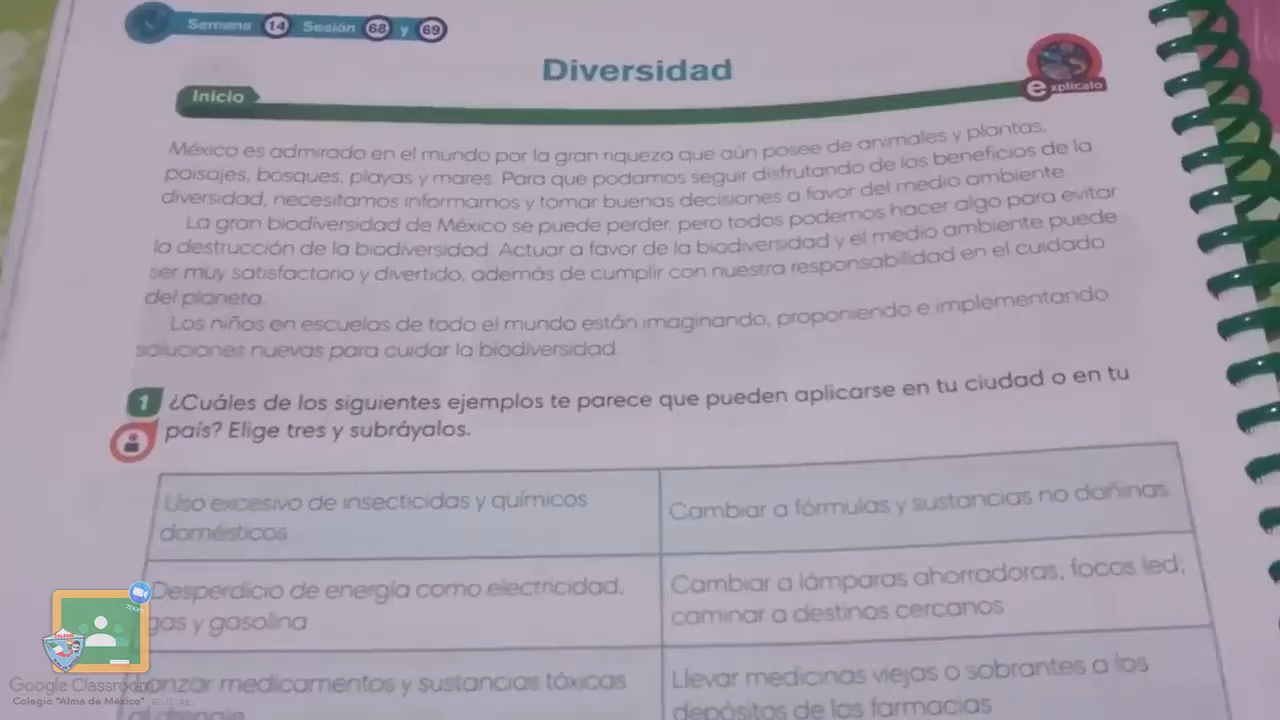 Semana 14 Sesión 68 y 69
Diversidad
Inicio
explícalo
México es admirado en el mundo por la gran riqueza que aún posee de animales y plantas,
paisajes, bosques, playas y mares. Para que podamos seguir disfrutando de los beneficios de la
diversidad, necesitamos informarnos y tomar buenas decisiones a favor del medio ambiente
La gran biodiversidad de México se puede perder, pero todos podemos hacer algo para evitar
la destrucción de la biodiversidad. Actuar a favor de la biodiversidad y el medio ambiente puede
ser muy satisfactorio y divertido, además de cumplir con nuestra responsabilidad en el cuidado
del planeta.
Los niños en escuelas de todo el mundo están imaginando, proponiendo e implementando
soluciones nuevas para cuidar la biodiversidad.
1 ¿Cuáles de los siguientes ejemplos te parece que pueden aplicarse en tu ciudad o en tu
país? Elige tres y subráyalos.
Uso excesivo de insecticidas y químicos
domésticos
Cambiar a fórmulas y sustancias no dañinas
Desperdicio de energía como electricidad,
gas y gasolina
Cambiar a lámparas ahorradoras, focos led,
caminar a destinos cercanos
Lanzar medicamentos y sustancias tóxicas
al drenaje
Llevar medicinas viejas o sobrantes a los
depósitos de las farmacias
zoom
COLEGIO
Google Classroom
Colegio "Alma de México"